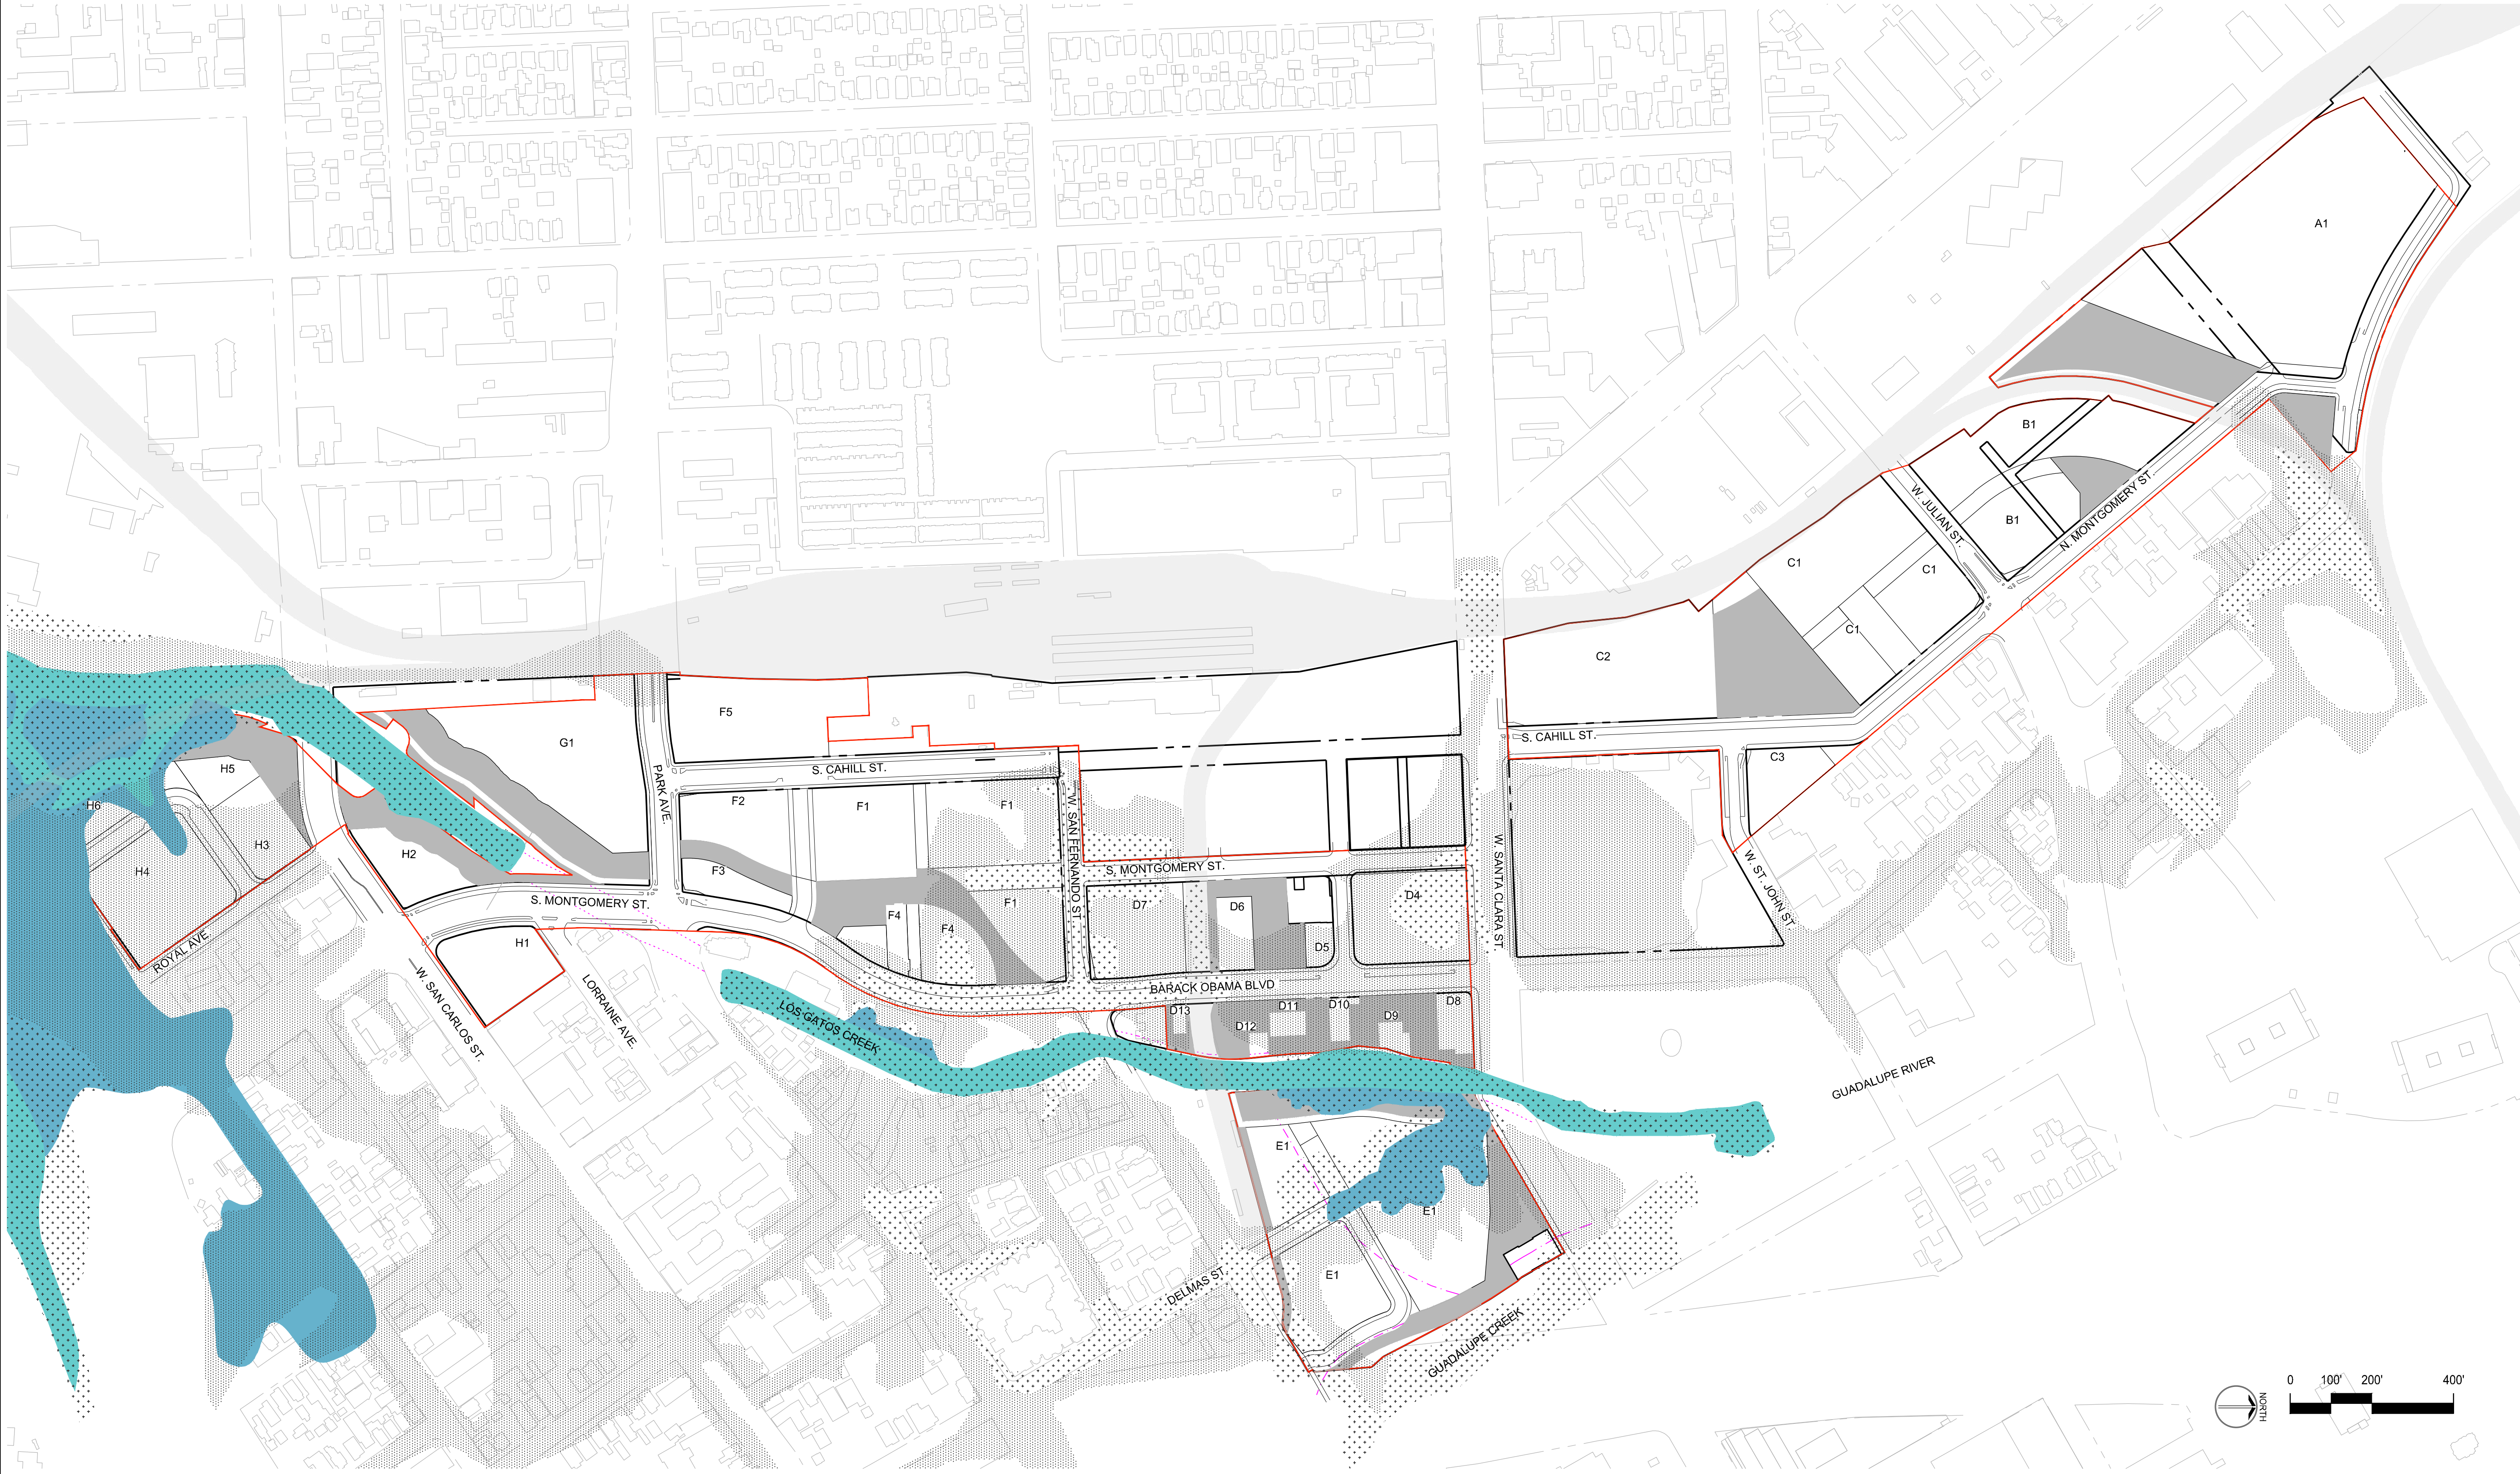 A1
B1
B1
W. JULIAN ST.
N. MONTGOMERY ST.
C1
C1
C1
C2
S. CAHILL ST.
C3
W. ST. JOHN ST.
W. SANTA CLARA ST
F5
G1
PARK AVE.
S. CAHILL ST.
H5
H6
H4
H3
H2
F2
F1
F1
W. SAN FERNANDO ST.
S. MONTGOMERY ST.
F3
F4
F4
F1
D7
D6
D5
D4
S. MONTGOMERY ST.
H1
ROYAL AVE
W. SAN CARLOS ST.
LORRAINE AVE.
BARACK OBAMA BLVD
D13
D12
D11
D10
D9
D8
LOS GATOS CREEK
GUADALUPE RIVER
E1
E1
E1
DELMAS ST.
GUADALUPE CREEK
NORTH
0 100' 200' 400'